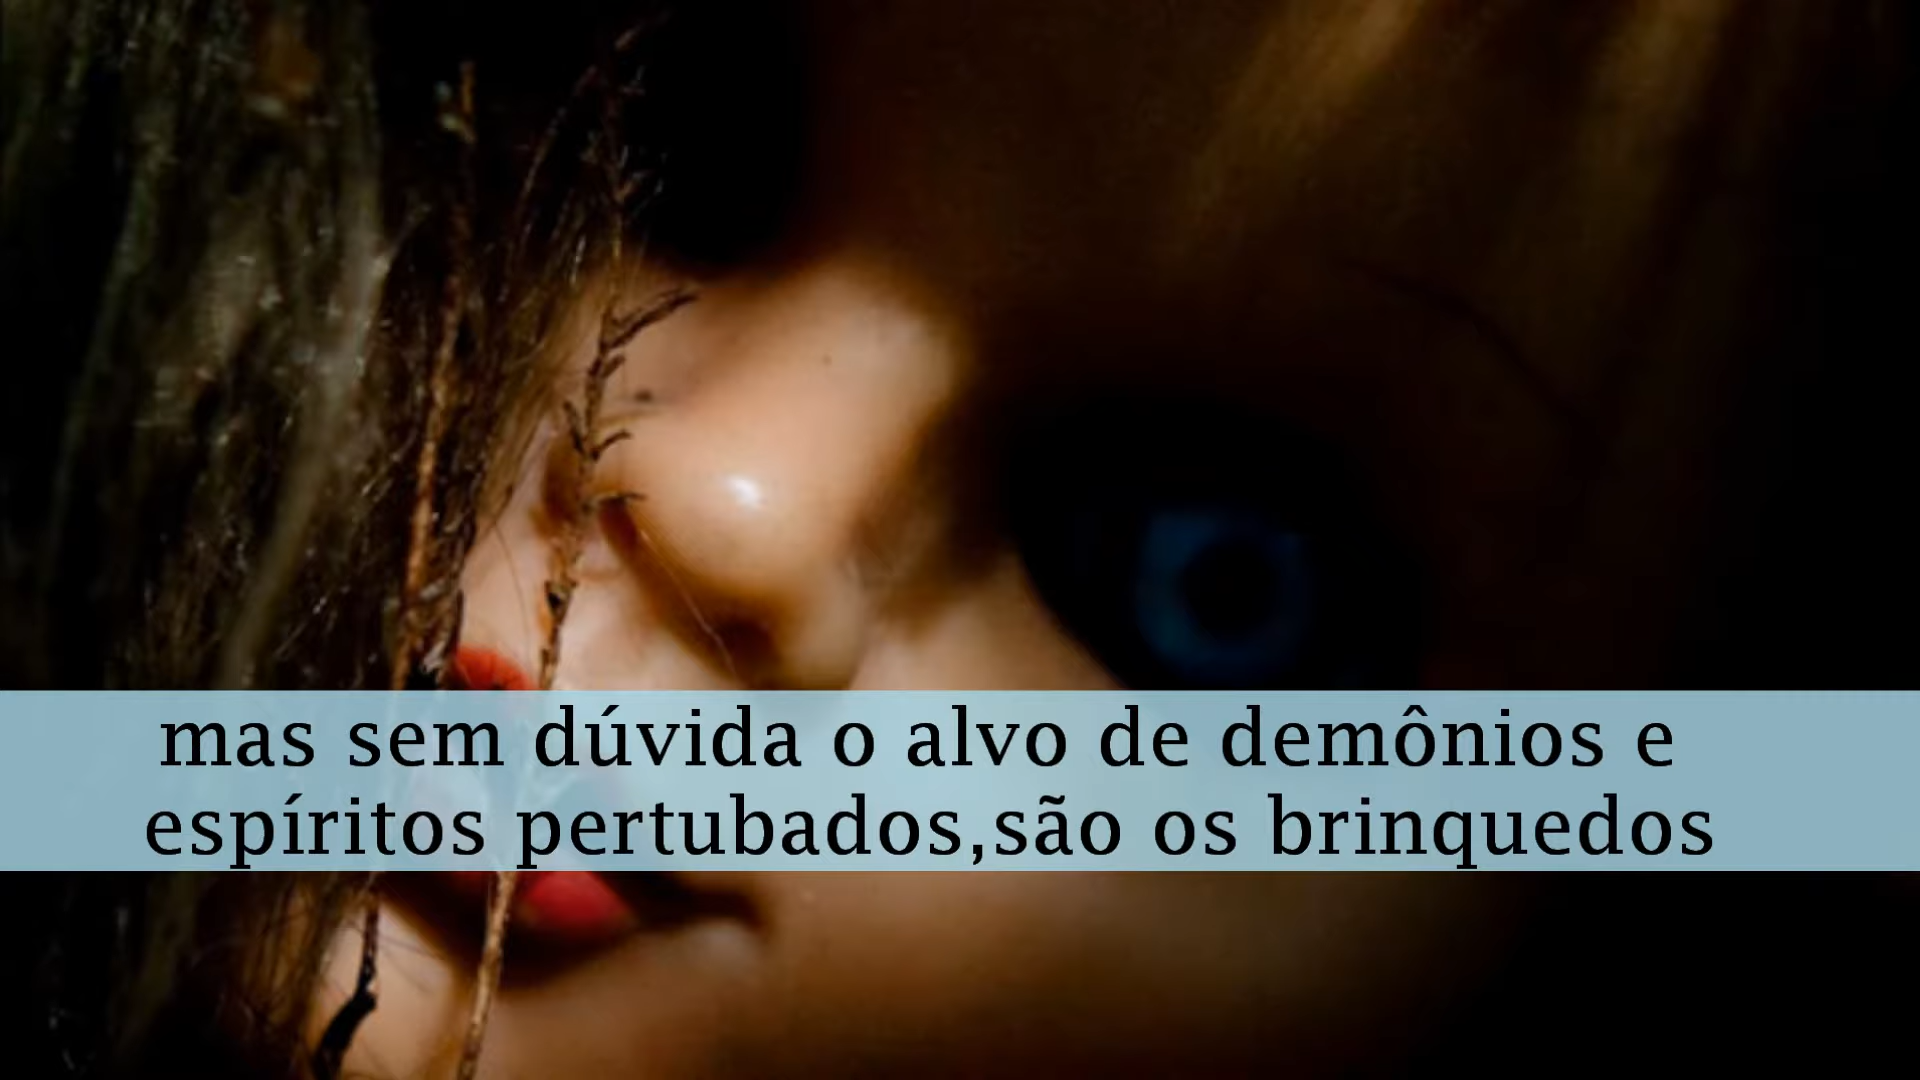 mas sem dúvida o alvo de demônios e
espíritos pertubados,são os brinquedos